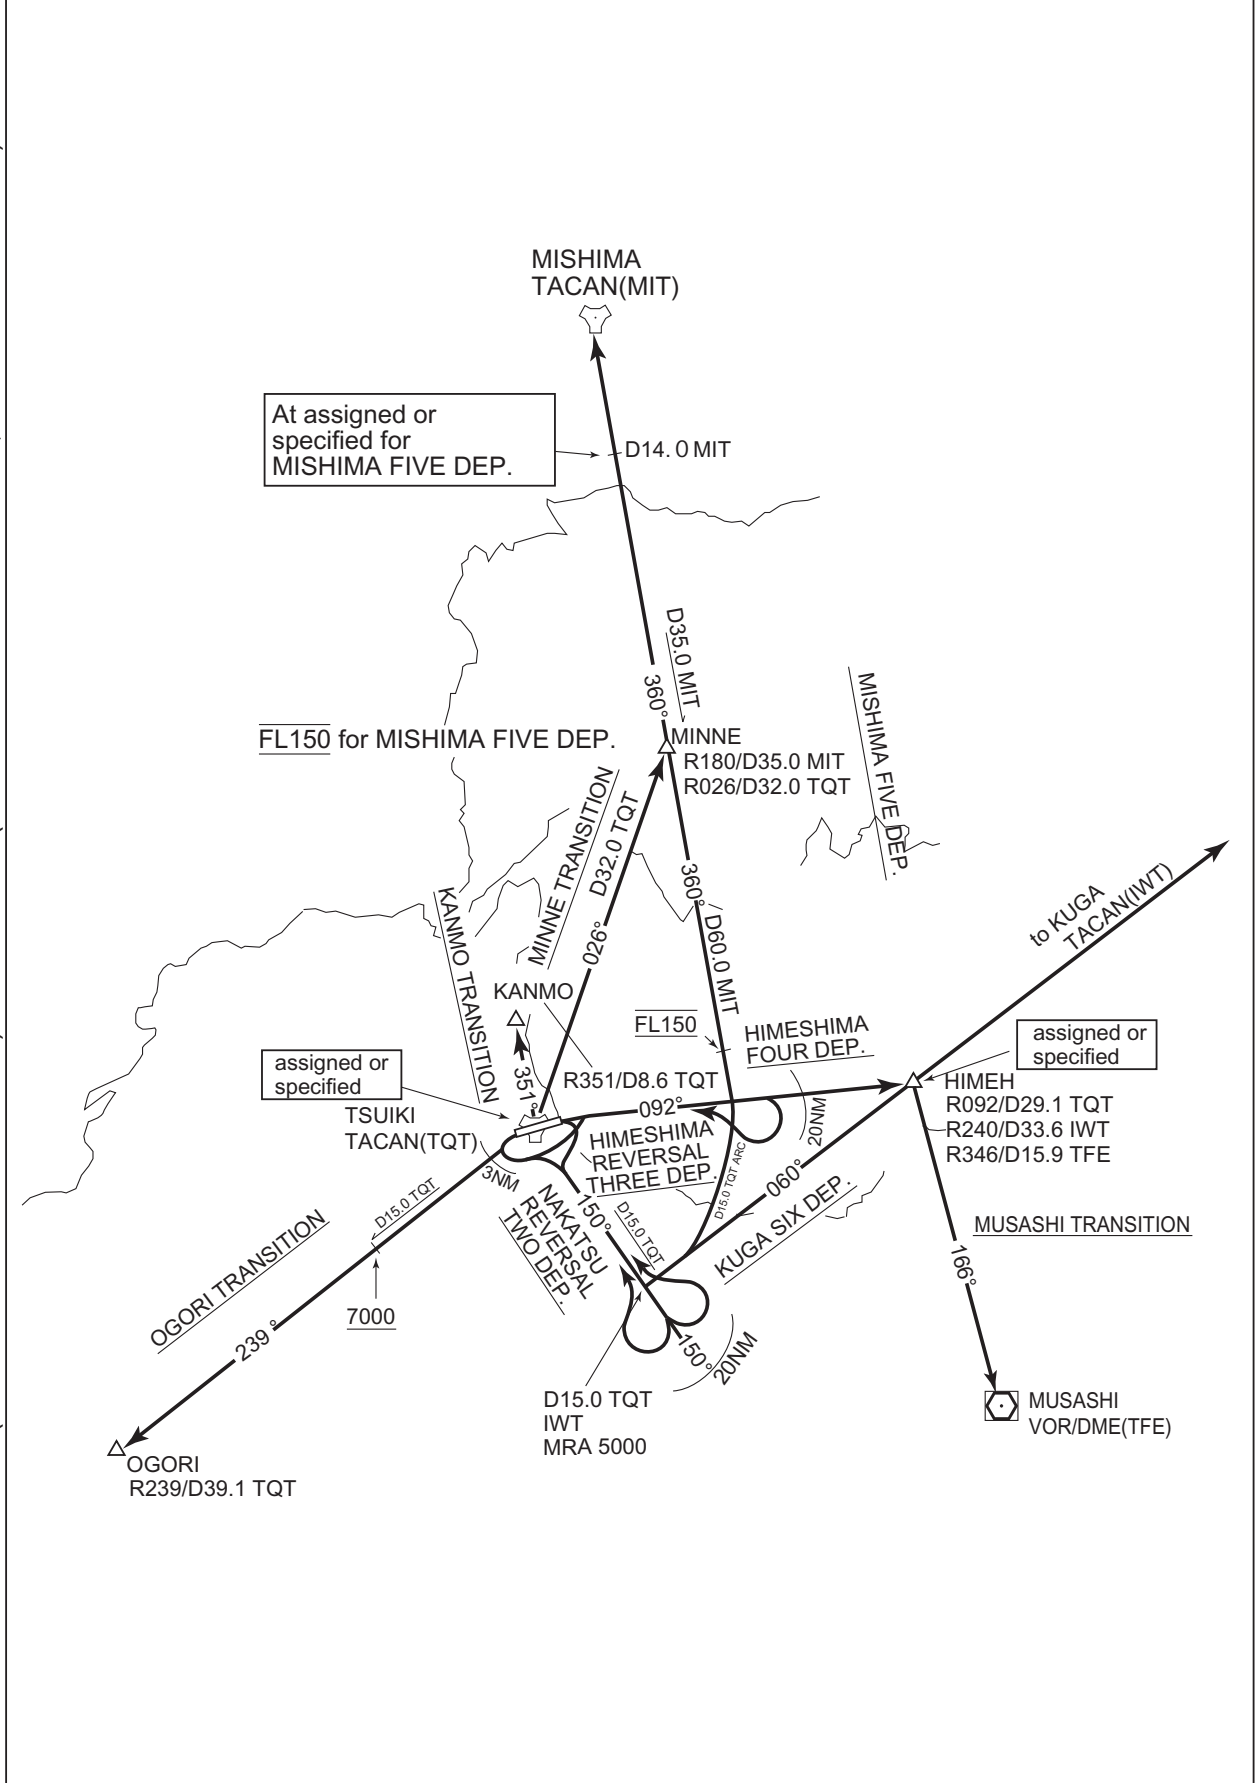 MISHIMA
TACAN(MIT)
At assigned or
specified for
MISHIMA FIVE DEP.
D14.0 MIT
D35.0 MIT
360°
FL150 for MISHIMA FIVE DEP.
MINNE
R180/D35.0 MIT
R026/D32.0 TQT
MISHIMA FIVE DEP.
MINNE TRANSITION
D32.0 TQT
026°
360°
D60.0 MIT
KANMO TRANSITION
KANMO
to KUGA
TACAN(IWT)
FL150
HIMESHIMA
FOUR DEP.
assigned or
specified
assigned or
specified
351°
R351/D8.6 TQT
TSUIKI
TACAN(TQT)
092°
20NM
HIMEH
R092/D29.1 TQT
R240/D33.6 IWT
R346/D15.9 TFE
HIMESHIMA
REVERSAL
THREE DEP.
3NM
D15.0 TQT ARC
060°
KUGA SIX DEP.
NAKATSU
REVERSAL
TWO DEP.
150°
D15.0 TQT
D15.0 TQT
OGORI TRANSITION
MUSASHI TRANSITION
166°
7000
239°
150°
20NM
D15.0 TQT
IWT
MRA 5000
MUSASHI
VOR/DME(TFE)
OGORI
R239/D39.1 TQT